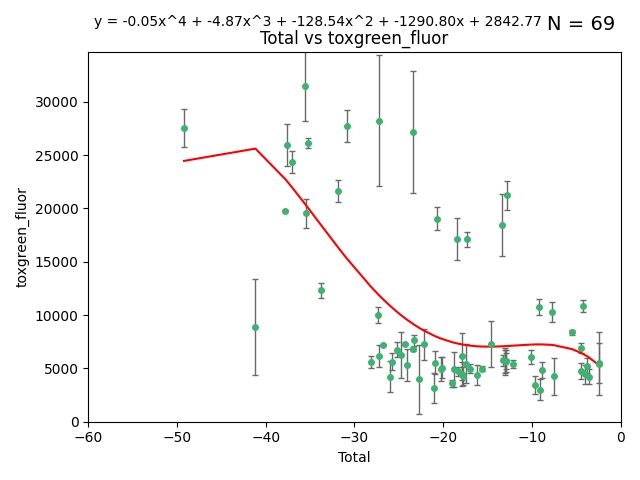 y = -0.05x^4 + -4.87x^3 + -128.54x^2 + -1290.80x + 2842.77 N = 69
Total vs toxgreen_fluor
30000
25000
20000
15000
10000
5000
0
toxgreen_fluor
−60 −50 −40 −30 −20 −10 0
Total